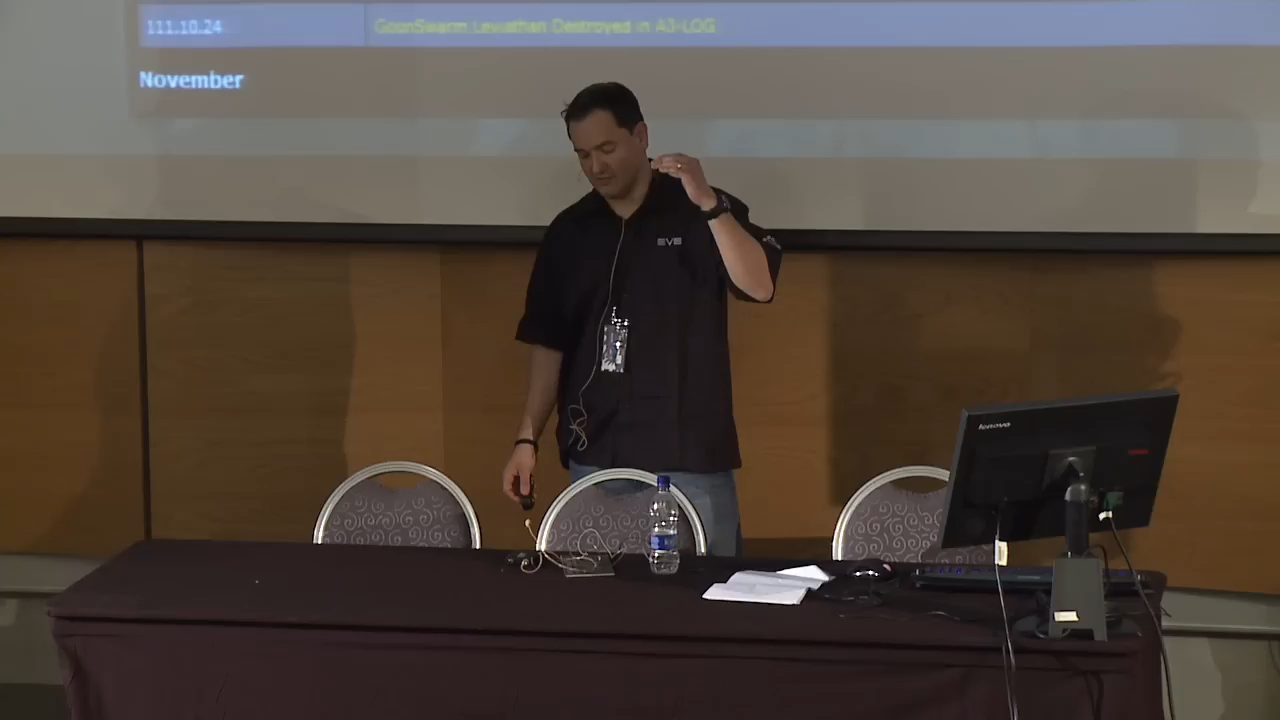 111.10.24
GoonSwarm Leviathan Destroyed in A3-LOG
November
EVE
lenovo